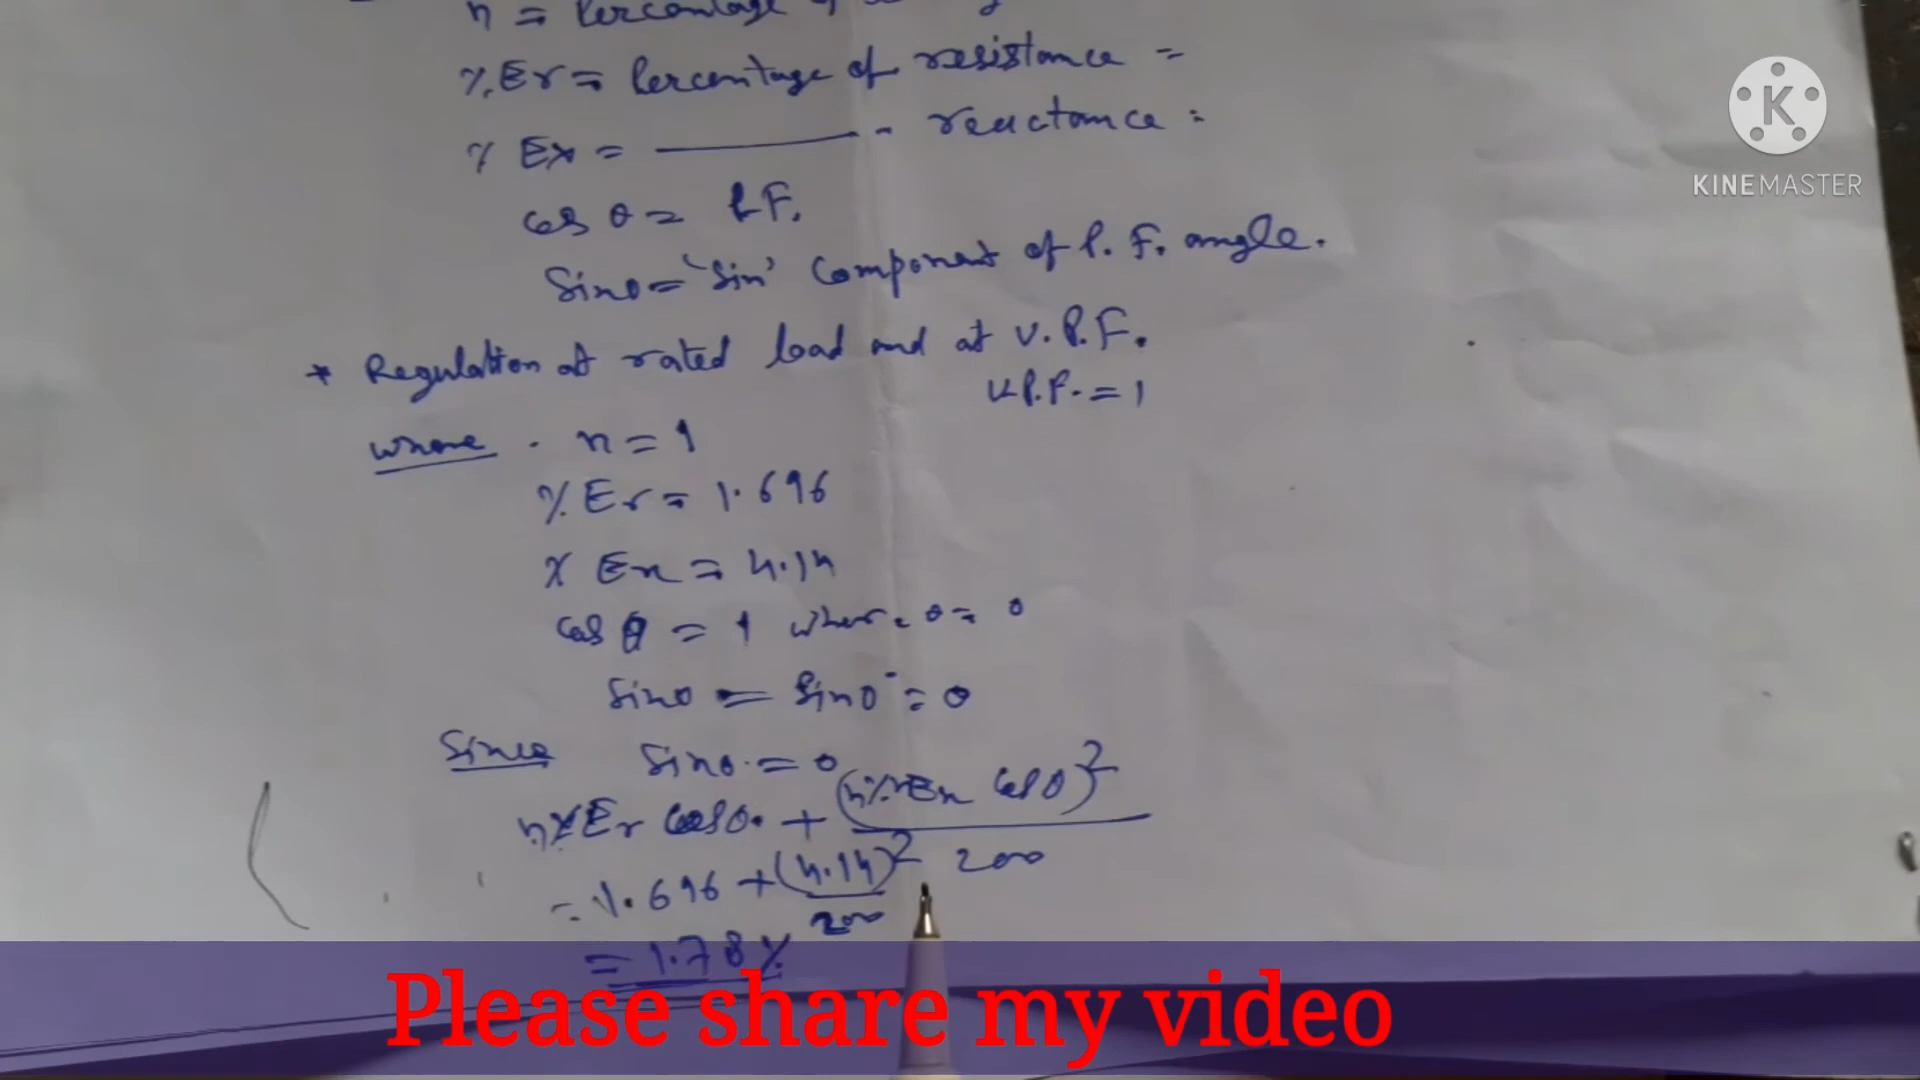 n = Percentage of
%Er = Percentage of resistance =
% Ex = ———— - reactance =
Cos θ = P.F.
Sinθ = 'Sin' Component of P.F. angle.
KINEMASTER
* Regulation at rated load and at U.P.F.
U.P.F. = 1
where . n = 1
% Er = 1.696
% Ex = 4.14
Cos θ = 1 where θ = 0
Sinθ = Sin0° = 0
Since Sinθ = 0
n%Er Cosθ + (n%Ex Cosθ)²
200
= 1.696 + (4.14)²
200
= 1.78%
Please share my video